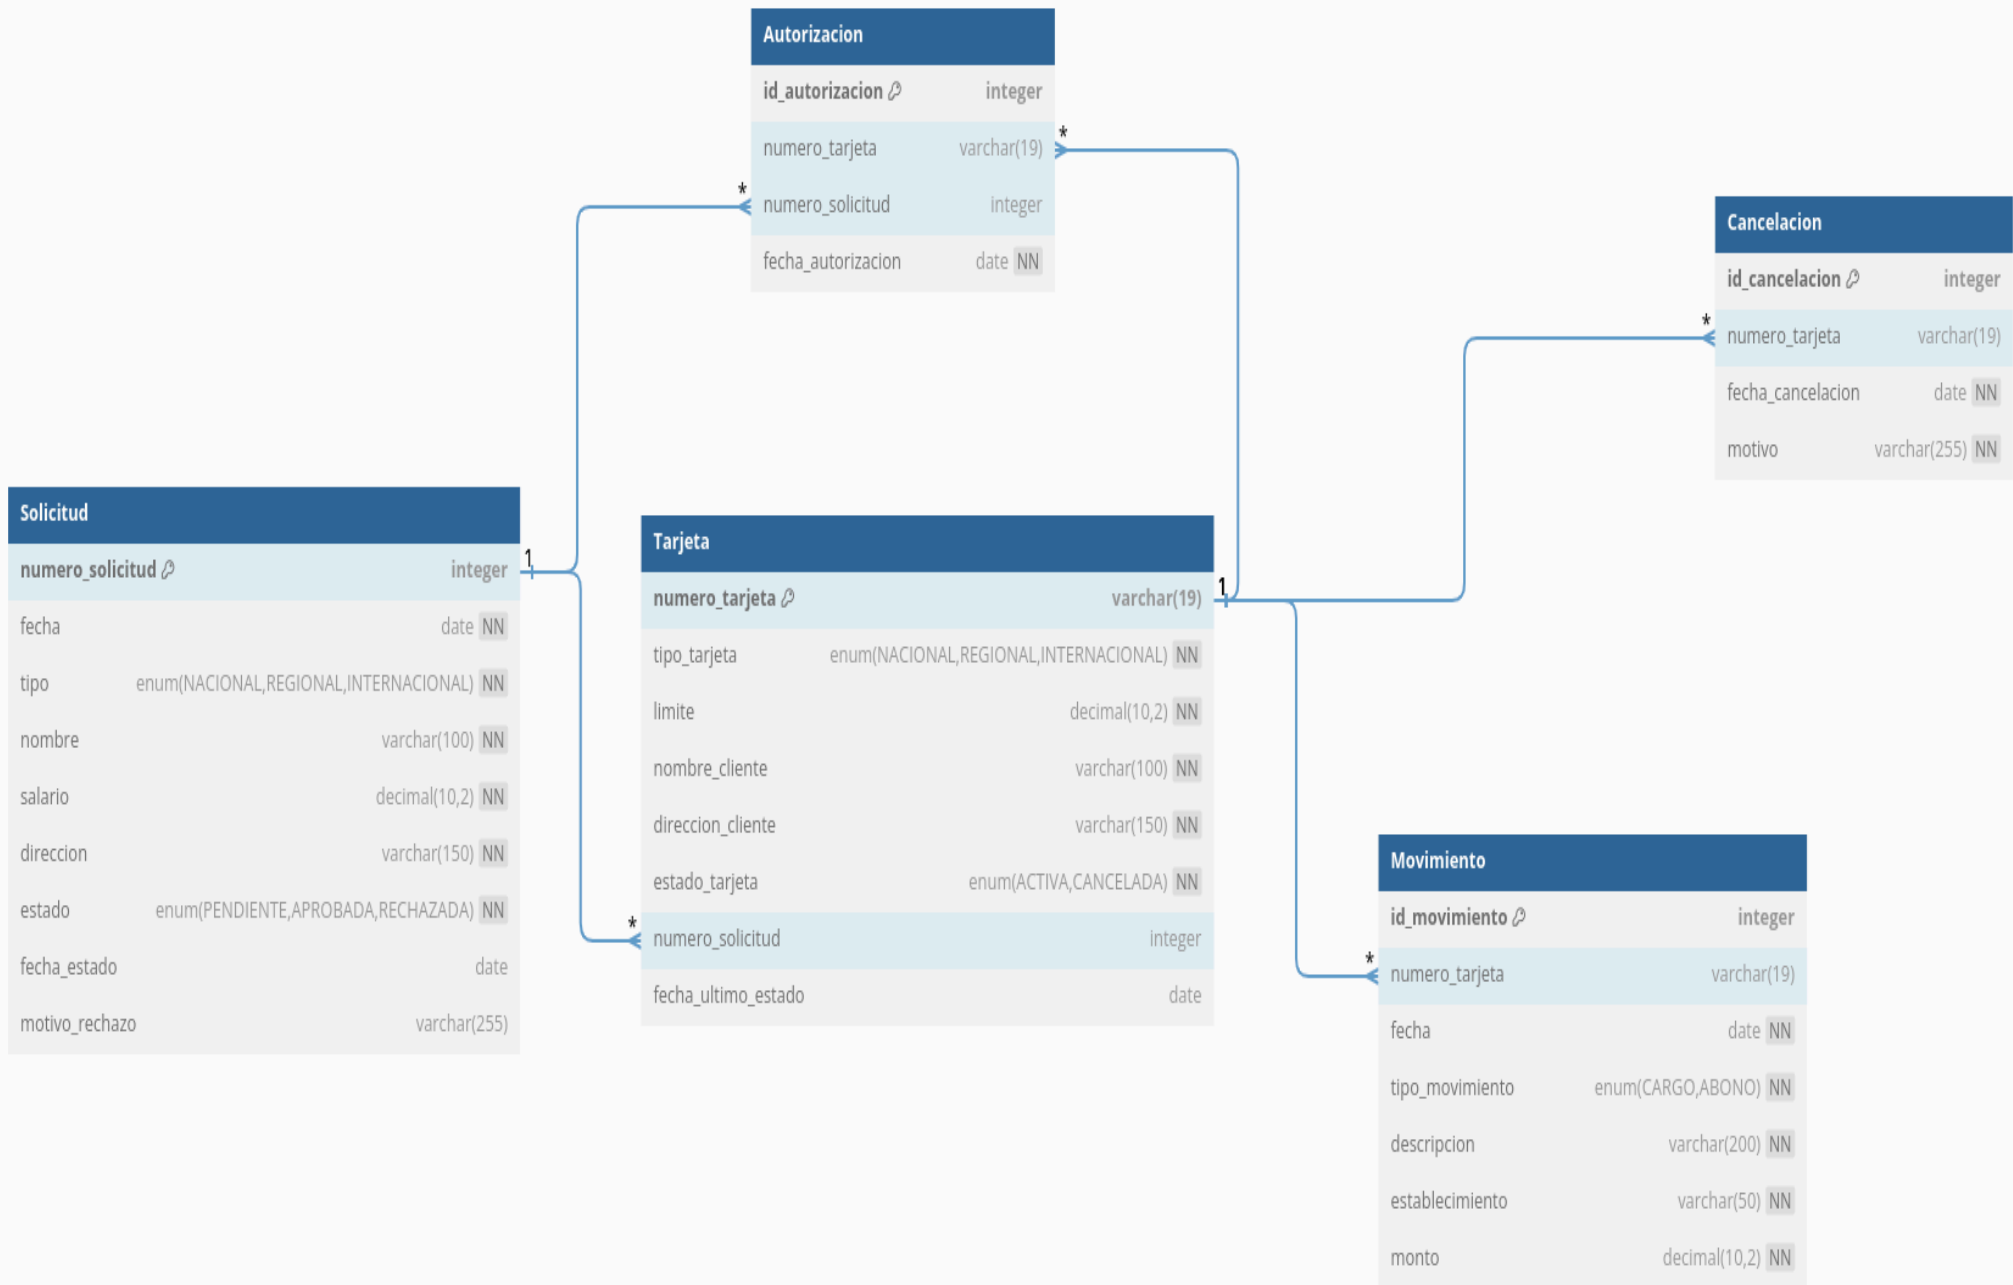 Autorizacion
id_autorizacion integer
numero_tarjeta varchar(19)
numero_solicitud integer
fecha_autorizacion date NN
*
*
Cancelacion
id_cancelacion integer
numero_tarjeta varchar(19)
fecha_cancelacion date NN
motivo varchar(255) NN
*
Solicitud
numero_solicitud integer
fecha date NN
tipo enum(NACIONAL,REGIONAL,INTERNACIONAL) NN
nombre varchar(100) NN
salario decimal(10,2) NN
direccion varchar(150) NN
estado enum(PENDIENTE,APROBADA,RECHAZADA) NN
fecha_estado date
motivo_rechazo varchar(255)
1
Tarjeta
numero_tarjeta varchar(19)
tipo_tarjeta enum(NACIONAL,REGIONAL,INTERNACIONAL) NN
limite decimal(10,2) NN
nombre_cliente varchar(100) NN
direccion_cliente varchar(150) NN
estado_tarjeta enum(ACTIVA,CANCELADA) NN
numero_solicitud integer
fecha_ultimo_estado date
*
1
Movimiento
id_movimiento integer
numero_tarjeta varchar(19)
fecha date NN
tipo_movimiento enum(CARGO,ABONO) NN
descripcion varchar(200) NN
establecimiento varchar(50) NN
monto decimal(10,2) NN
*